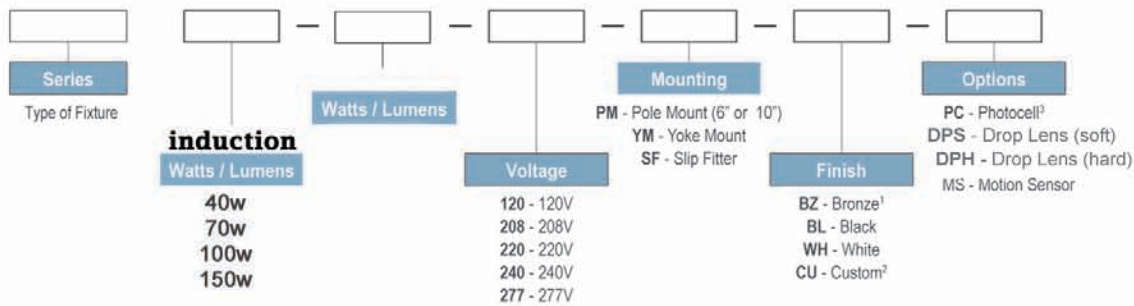 Series
Type of Fixture
induction
Watts / Lumens
40w
70w
100w
150w
Watts / Lumens
Voltage
120 - 120V
208 - 208V
220 - 220V
240 - 240V
277 - 277V
Mounting
PM - Pole Mount (6” or 10”)
YM - Yoke Mount
SF - Slip Fitter
Finish
BZ - Bronze¹
BL - Black
WH - White
CU - Custom²
Options
PC - Photocell³
DPS - Drop Lens (soft)
DPH - Drop Lens (hard)
MS - Motion Sensor